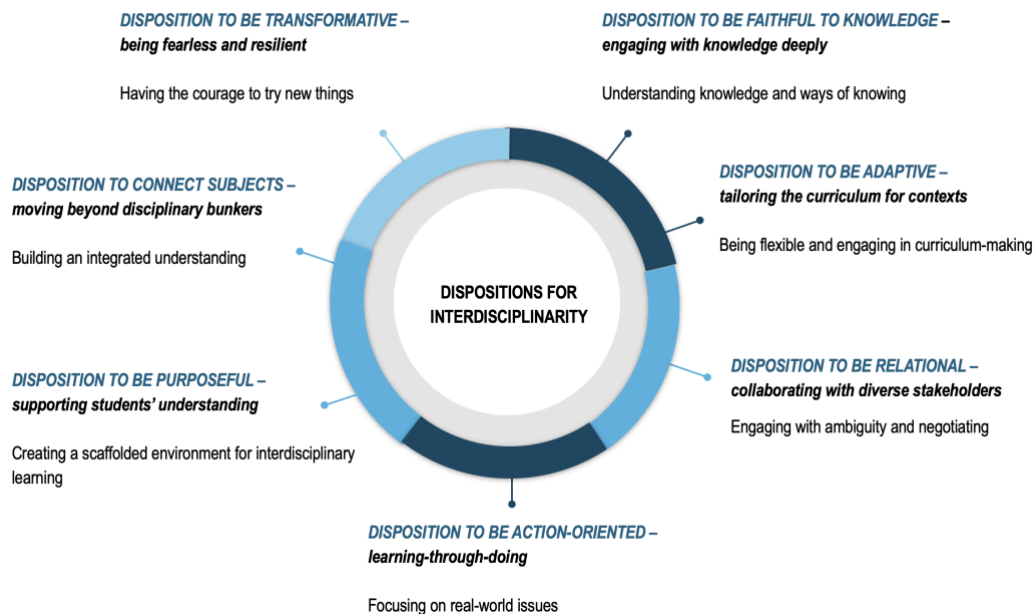 DISPOSITION TO BE TRANSFORMATIVE –
being fearless and resilient
Having the courage to try new things
DISPOSITION TO BE FAITHFUL TO KNOWLEDGE –
engaging with knowledge deeply
Understanding knowledge and ways of knowing
DISPOSITION TO CONNECT SUBJECTS –
moving beyond disciplinary bunkers
Building an integrated understanding
DISPOSITION TO BE ADAPTIVE –
tailoring the curriculum for contexts
Being flexible and engaging in curriculum-making
DISPOSITIONS FOR
INTERDISCIPLINARITY
DISPOSITION TO BE PURPOSEFUL –
supporting students’ understanding
Creating a scaffolded environment for interdisciplinary
learning
DISPOSITION TO BE RELATIONAL –
collaborating with diverse stakeholders
Engaging with ambiguity and negotiating
DISPOSITION TO BE ACTION-ORIENTED –
learning-through-doing
Focusing on real-world issues